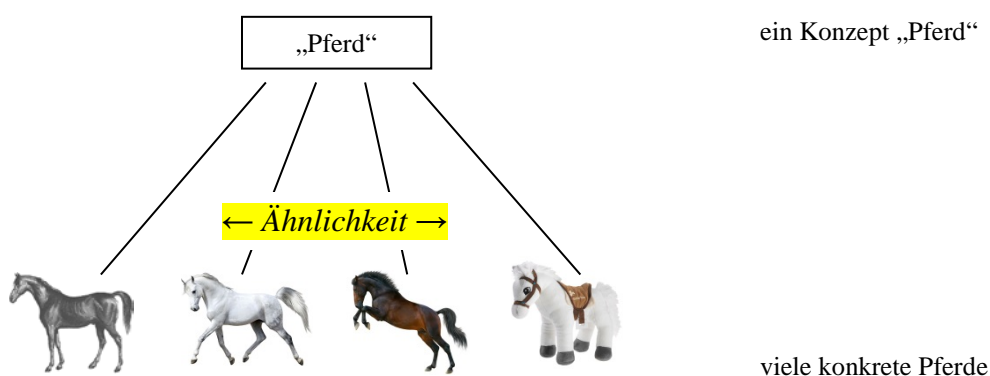 „Pferd“
ein Konzept „Pferd“
← Ähnlichkeit →
viele konkrete Pferde